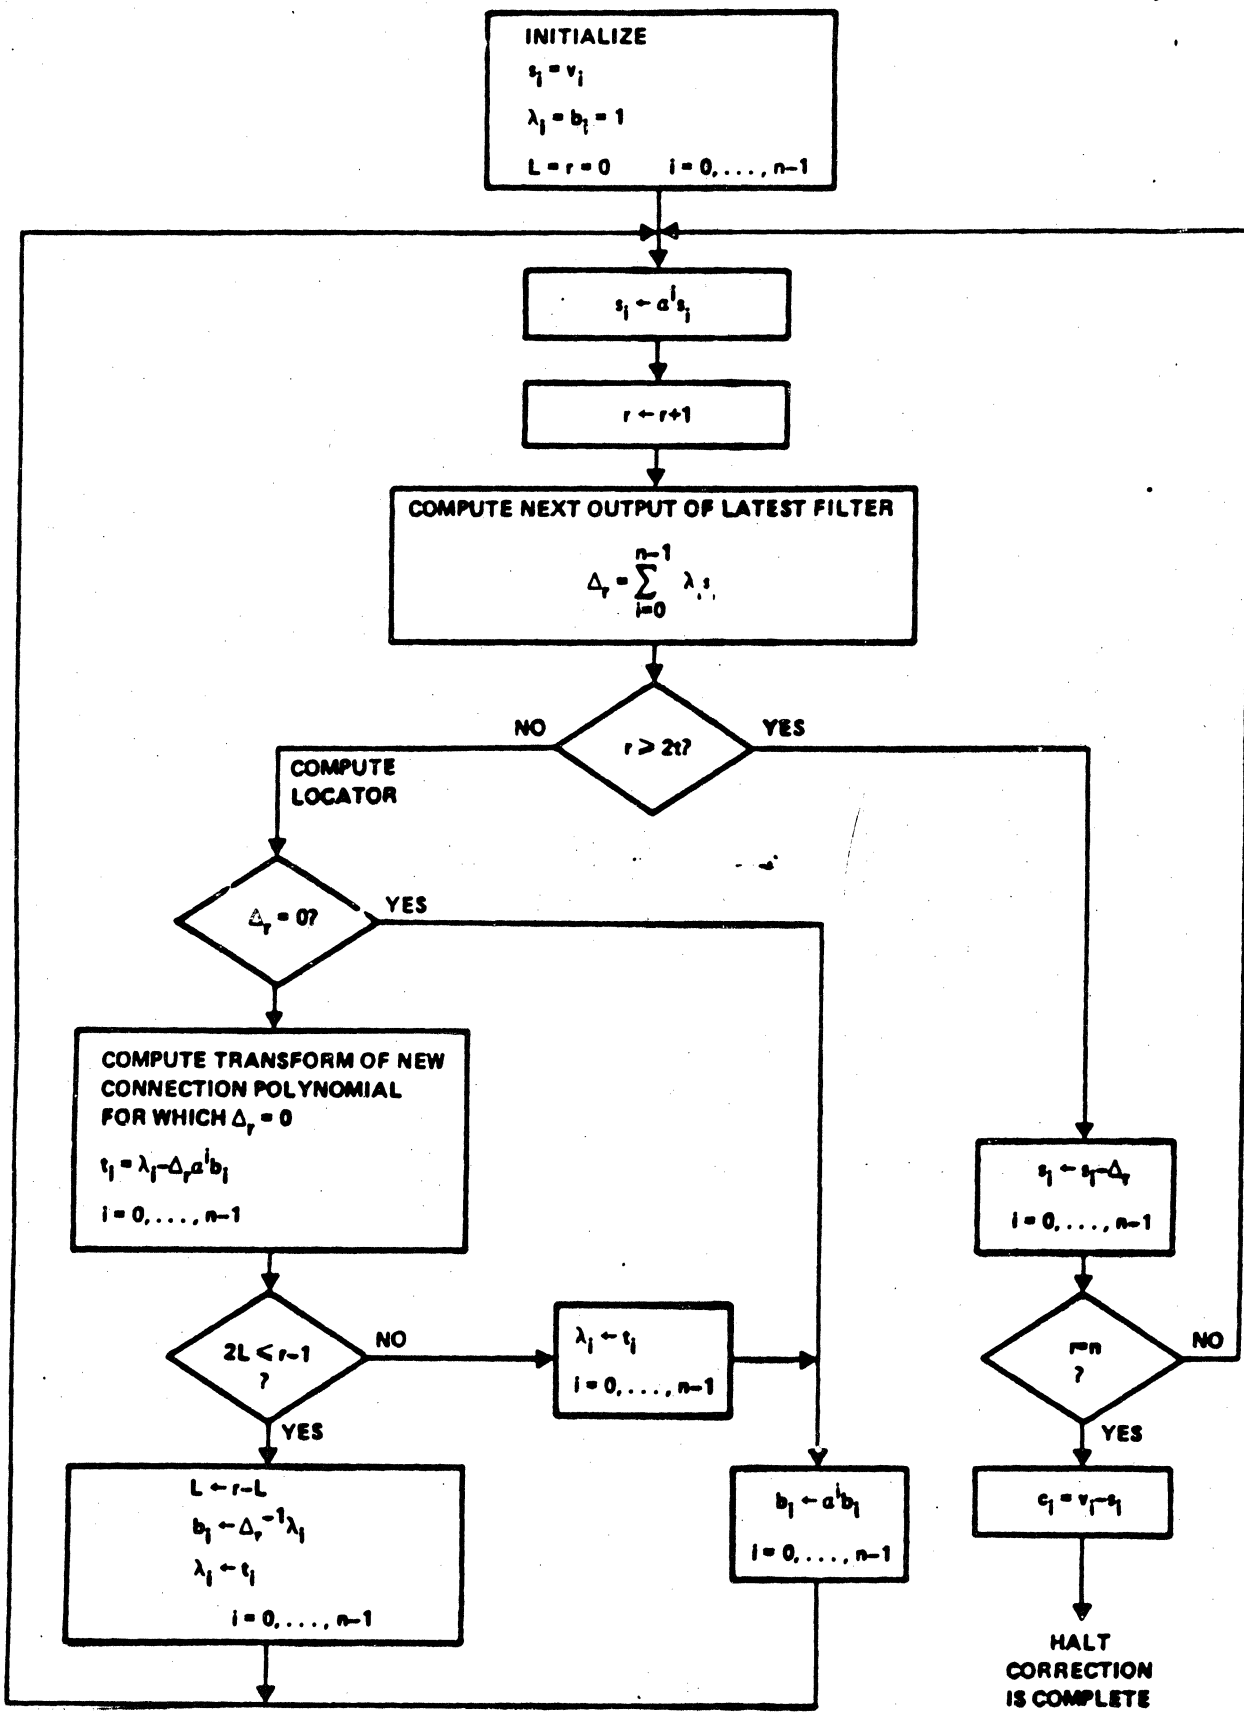 INITIALIZE
s_i = v_i
λ_i = b_i = 1
L = r = 0 i = 0, . . . , n–1
s_i ← α^i s_i
r ← r+1
COMPUTE NEXT OUTPUT OF LATEST FILTER
n–1
Δ_r = ∑ λ_i s_i
i=0
NO
r ⩾ 2t?
YES
COMPUTE
LOCATOR
Δ_r = 0?
YES
COMPUTE TRANSFORM OF NEW
CONNECTION POLYNOMIAL
FOR WHICH Δ_r = 0
t_i = λ_i–Δ_r α^i b_i
i = 0, . . . , n–1
s_i ← s_i–Δ_r
i = 0, . . . , n–1
2L ⩽ r–1
?
NO
YES
λ_i ← t_i
i = 0, . . . , n–1
r=n
?
NO
YES
L ← r–L
b_i ← Δ_r^–1 λ_i
λ_i ← t_i
i = 0, . . . , n–1
b_i ← α^i b_i
i = 0, . . . , n–1
c_i = v_i–s_i
HALT
CORRECTION
IS COMPLETE